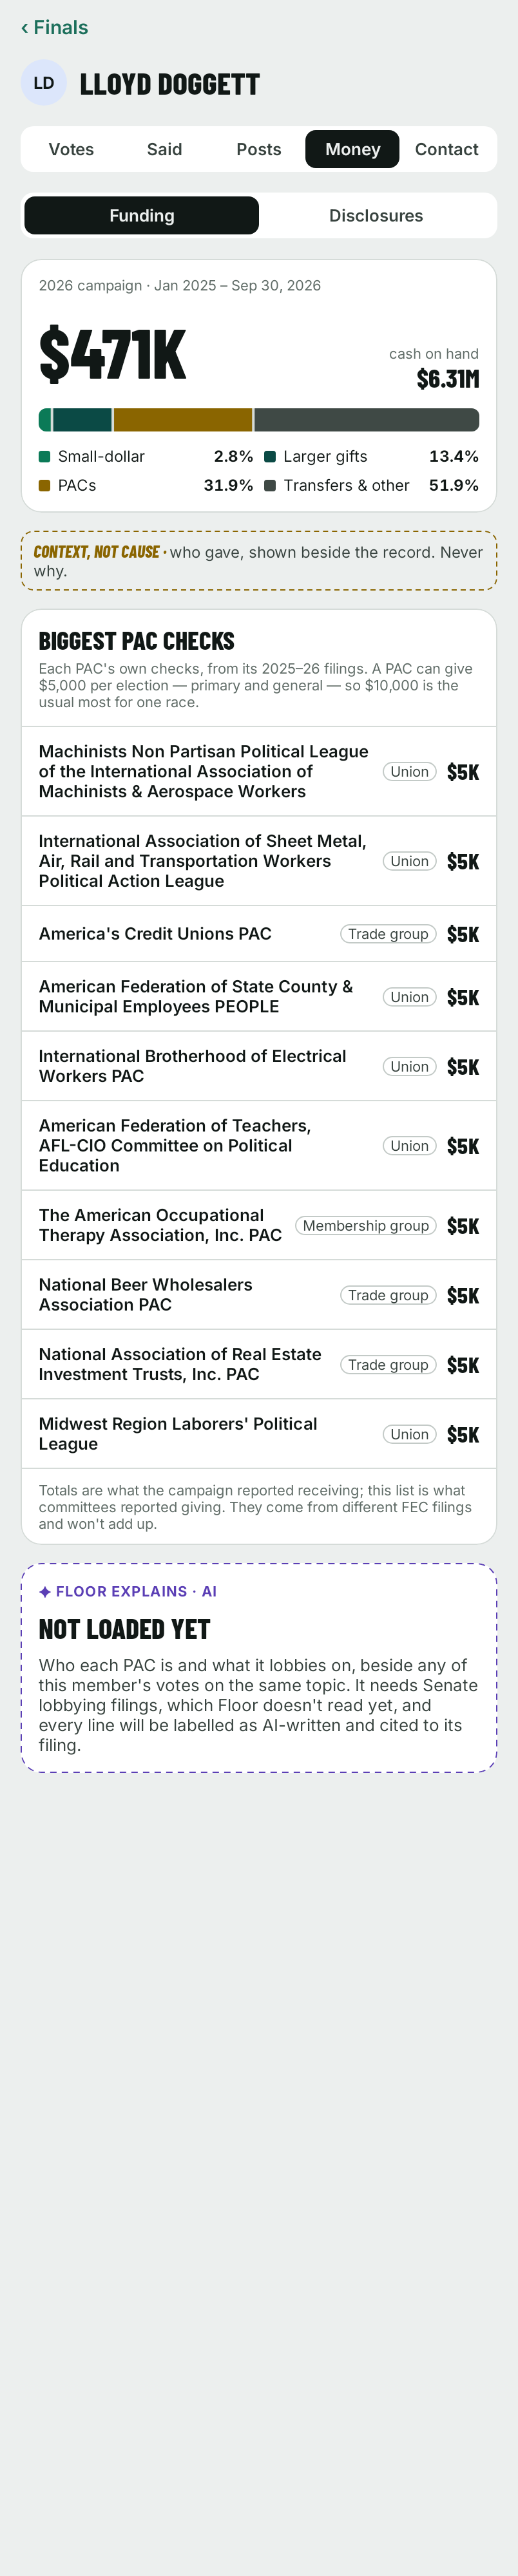 ‹ Finals
LD
LLOYD DOGGETT
Votes
Said
Posts
Money
Contact
Funding
Disclosures
2026 campaign · Jan 2025 – Sep 30, 2026
$471K
cash on hand
$6.31M
Small-dollar 2.8%
Larger gifts 13.4%
PACs 31.9%
Transfers & other 51.9%
CONTEXT, NOT CAUSE · who gave, shown beside the record. Never
why.
BIGGEST PAC CHECKS
Each PAC's own checks, from its 2025–26 filings. A PAC can give
$5,000 per election — primary and general — so $10,000 is the
usual most for one race.
Machinists Non Partisan Political League
of the International Association of
Machinists & Aerospace Workers
Union $5K
International Association of Sheet Metal,
Air, Rail and Transportation Workers
Political Action League
Union $5K
America's Credit Unions PAC
Trade group $5K
American Federation of State County &
Municipal Employees PEOPLE
Union $5K
International Brotherhood of Electrical
Workers PAC
Union $5K
American Federation of Teachers,
AFL-CIO Committee on Political
Education
Union $5K
The American Occupational
Therapy Association, Inc. PAC
Membership group $5K
National Beer Wholesalers
Association PAC
Trade group $5K
National Association of Real Estate
Investment Trusts, Inc. PAC
Trade group $5K
Midwest Region Laborers' Political
League
Union $5K
Totals are what the campaign reported receiving; this list is what
committees reported giving. They come from different FEC filings
and won't add up.
✦ FLOOR EXPLAINS · AI
NOT LOADED YET
Who each PAC is and what it lobbies on, beside any of
this member's votes on the same topic. It needs Senate
lobbying filings, which Floor doesn't read yet, and
every line will be labelled as AI-written and cited to its
filing.